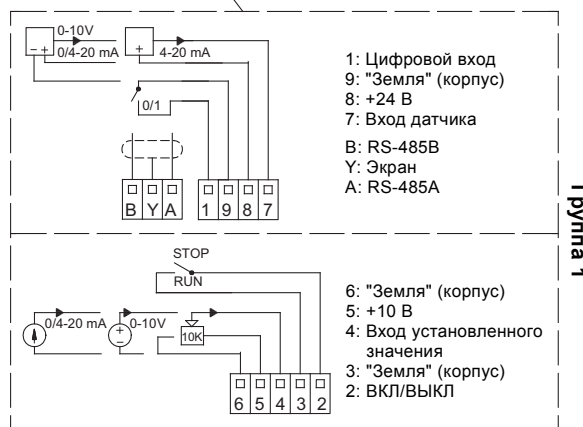 0-10V
0/4-20 mA
4-20 mA
0/1
B Y A 1 9 8 7
1: Цифровой вход
9: "Земля" (корпус)
8: +24 В
7: Вход датчика
B: RS-485B
Y: Экран
A: RS-485A
Группа 1
STOP
RUN
0/4-20 mA
0-10V
10K
6 5 4 3 2
6: "Земля" (корпус)
5: +10 В
4: Вход установленного
значения
3: "Земля" (корпус)
2: ВКЛ/ВЫКЛ